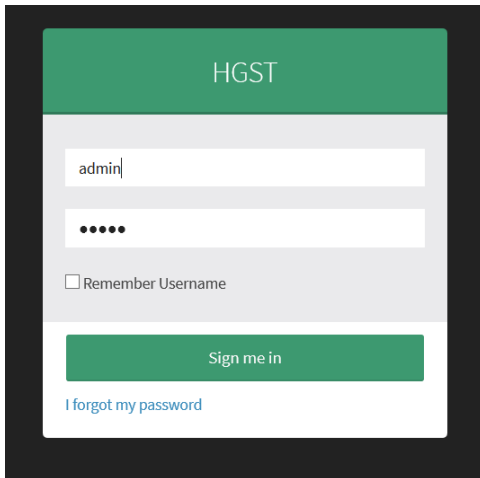 HGST
admin
•••••
Remember Username
Sign me in
I forgot my password